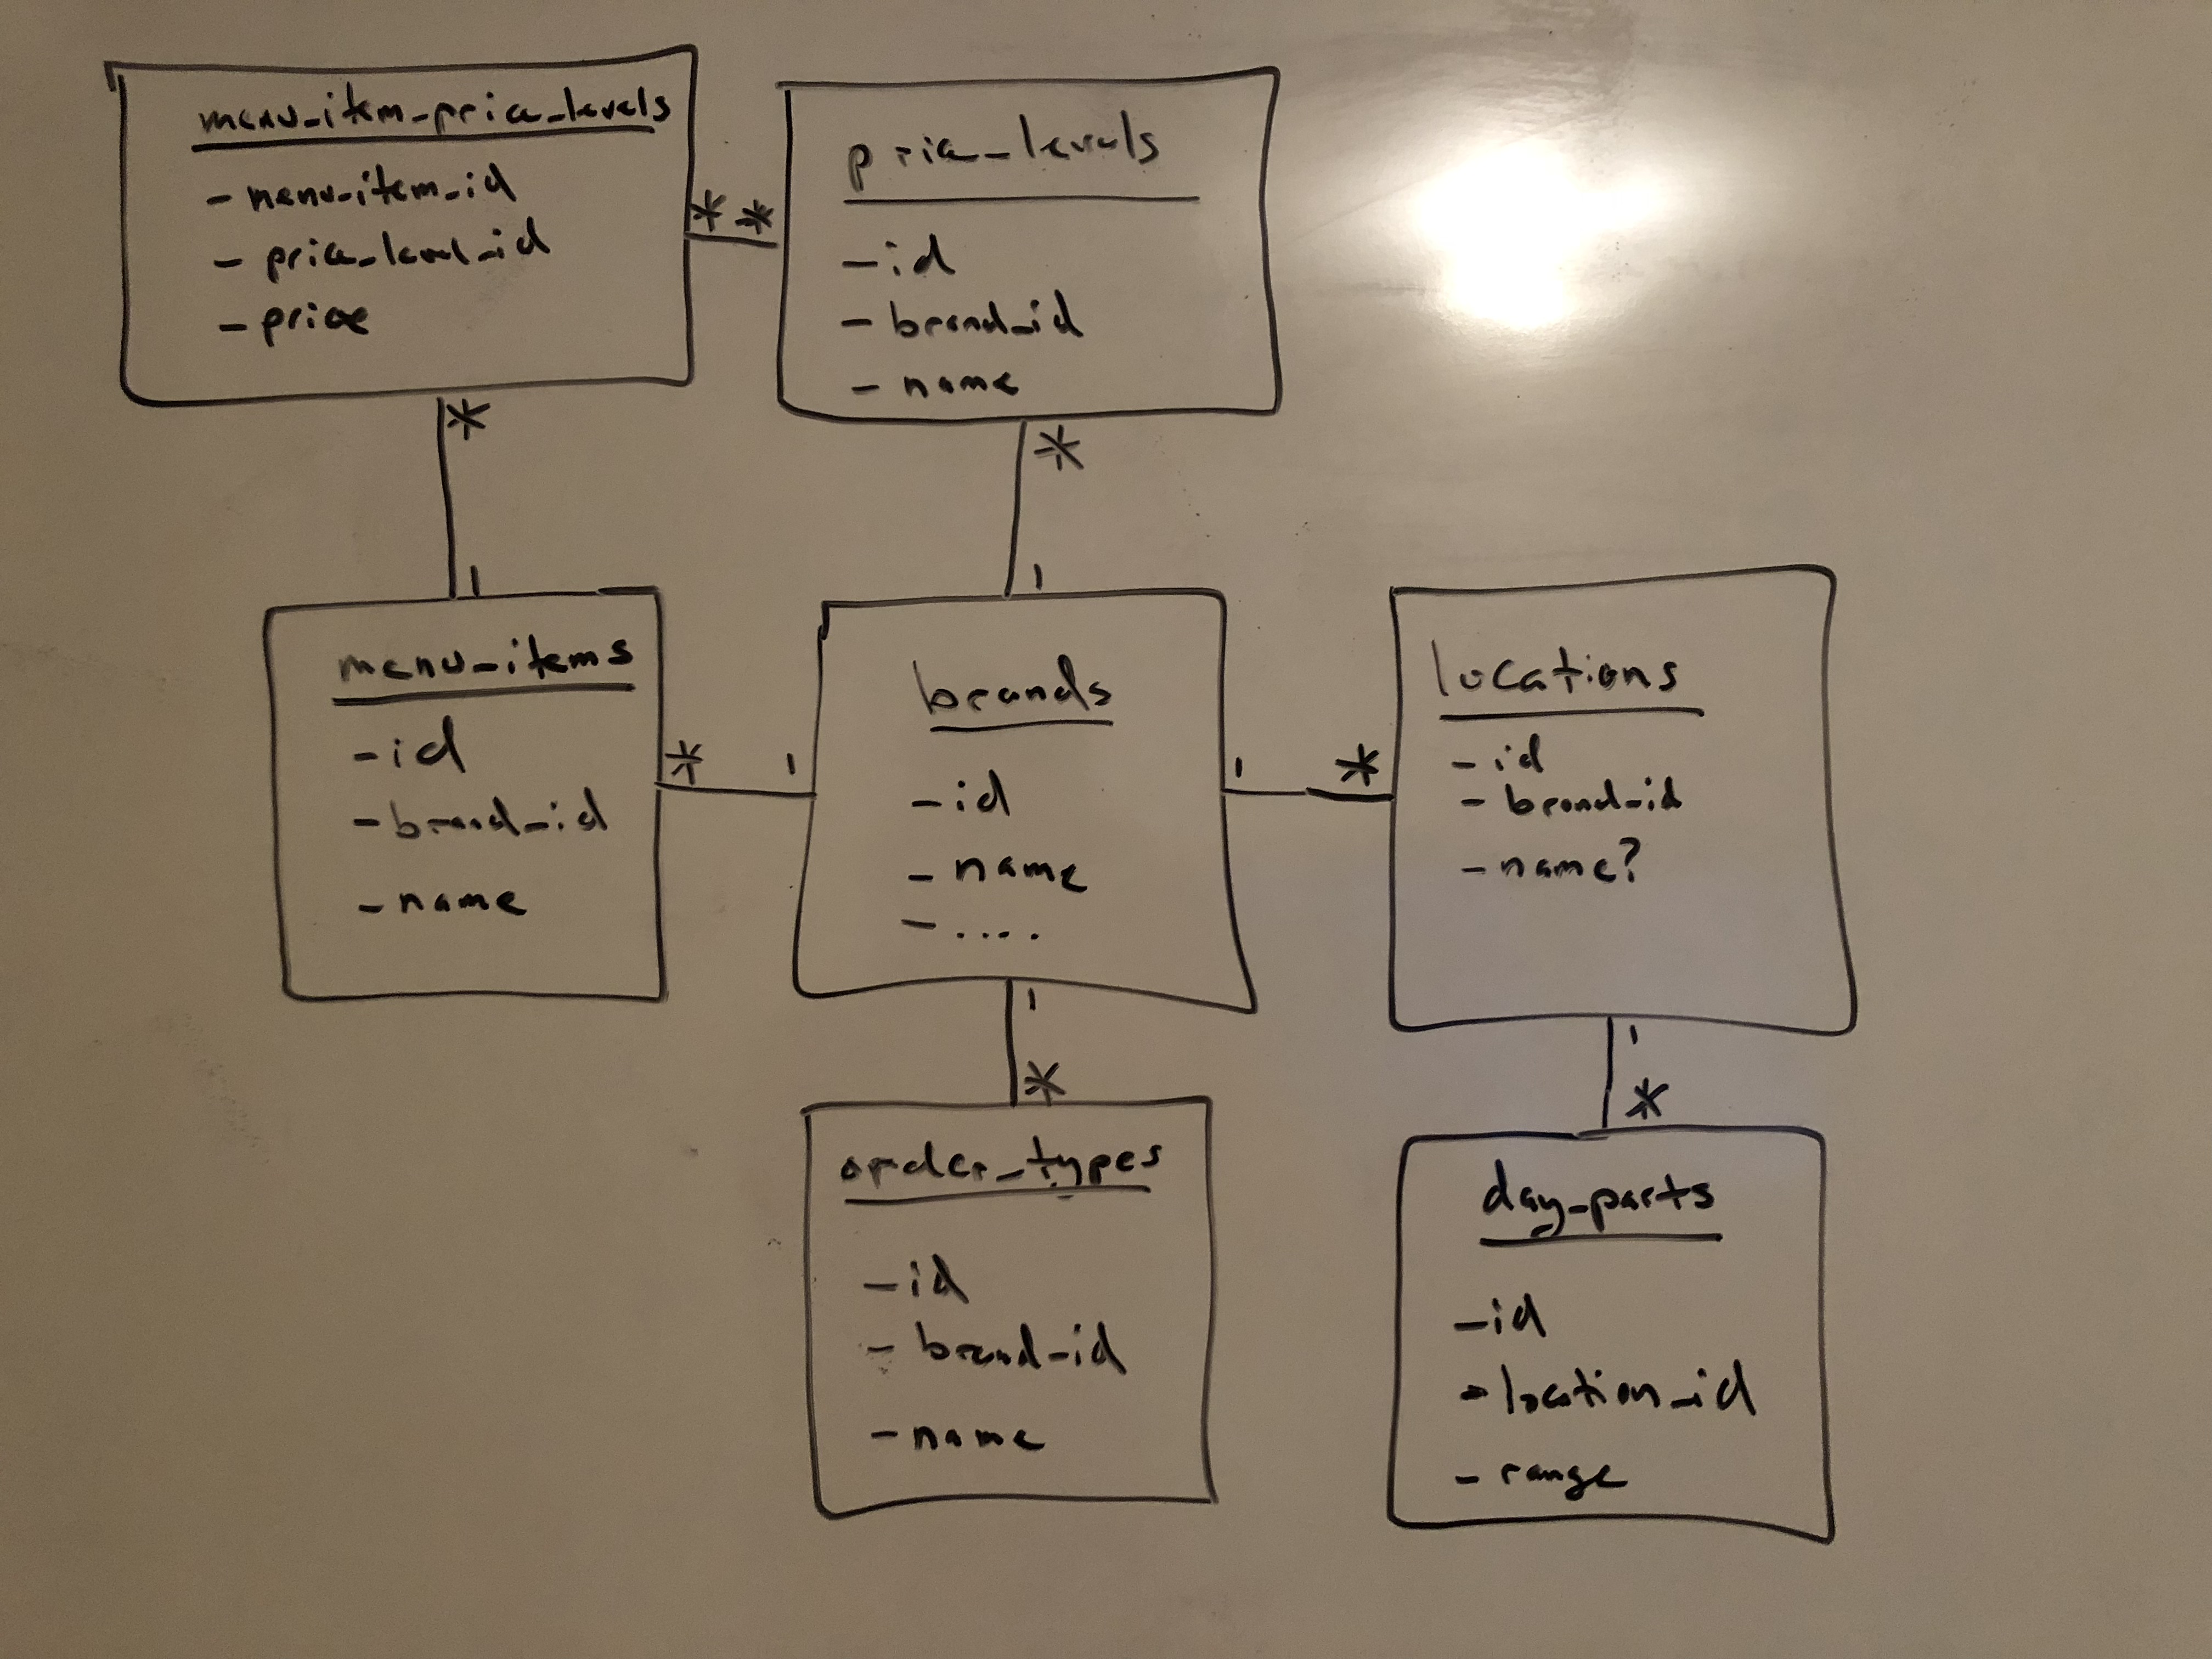 menu_item_price_levels
- menu_item_id
- price_level_id
- price
* *
price_levels
- id
- brand_id
- name
*
1
*
1
menu_items
- id
- brand_id
- name
* 1
brands
- id
- name
- ....
1 *
locations
- id
- brand_id
- name?
1
*
order_types
- id
- brand_id
- name
1
*
day_parts
- id
- location_id
- range